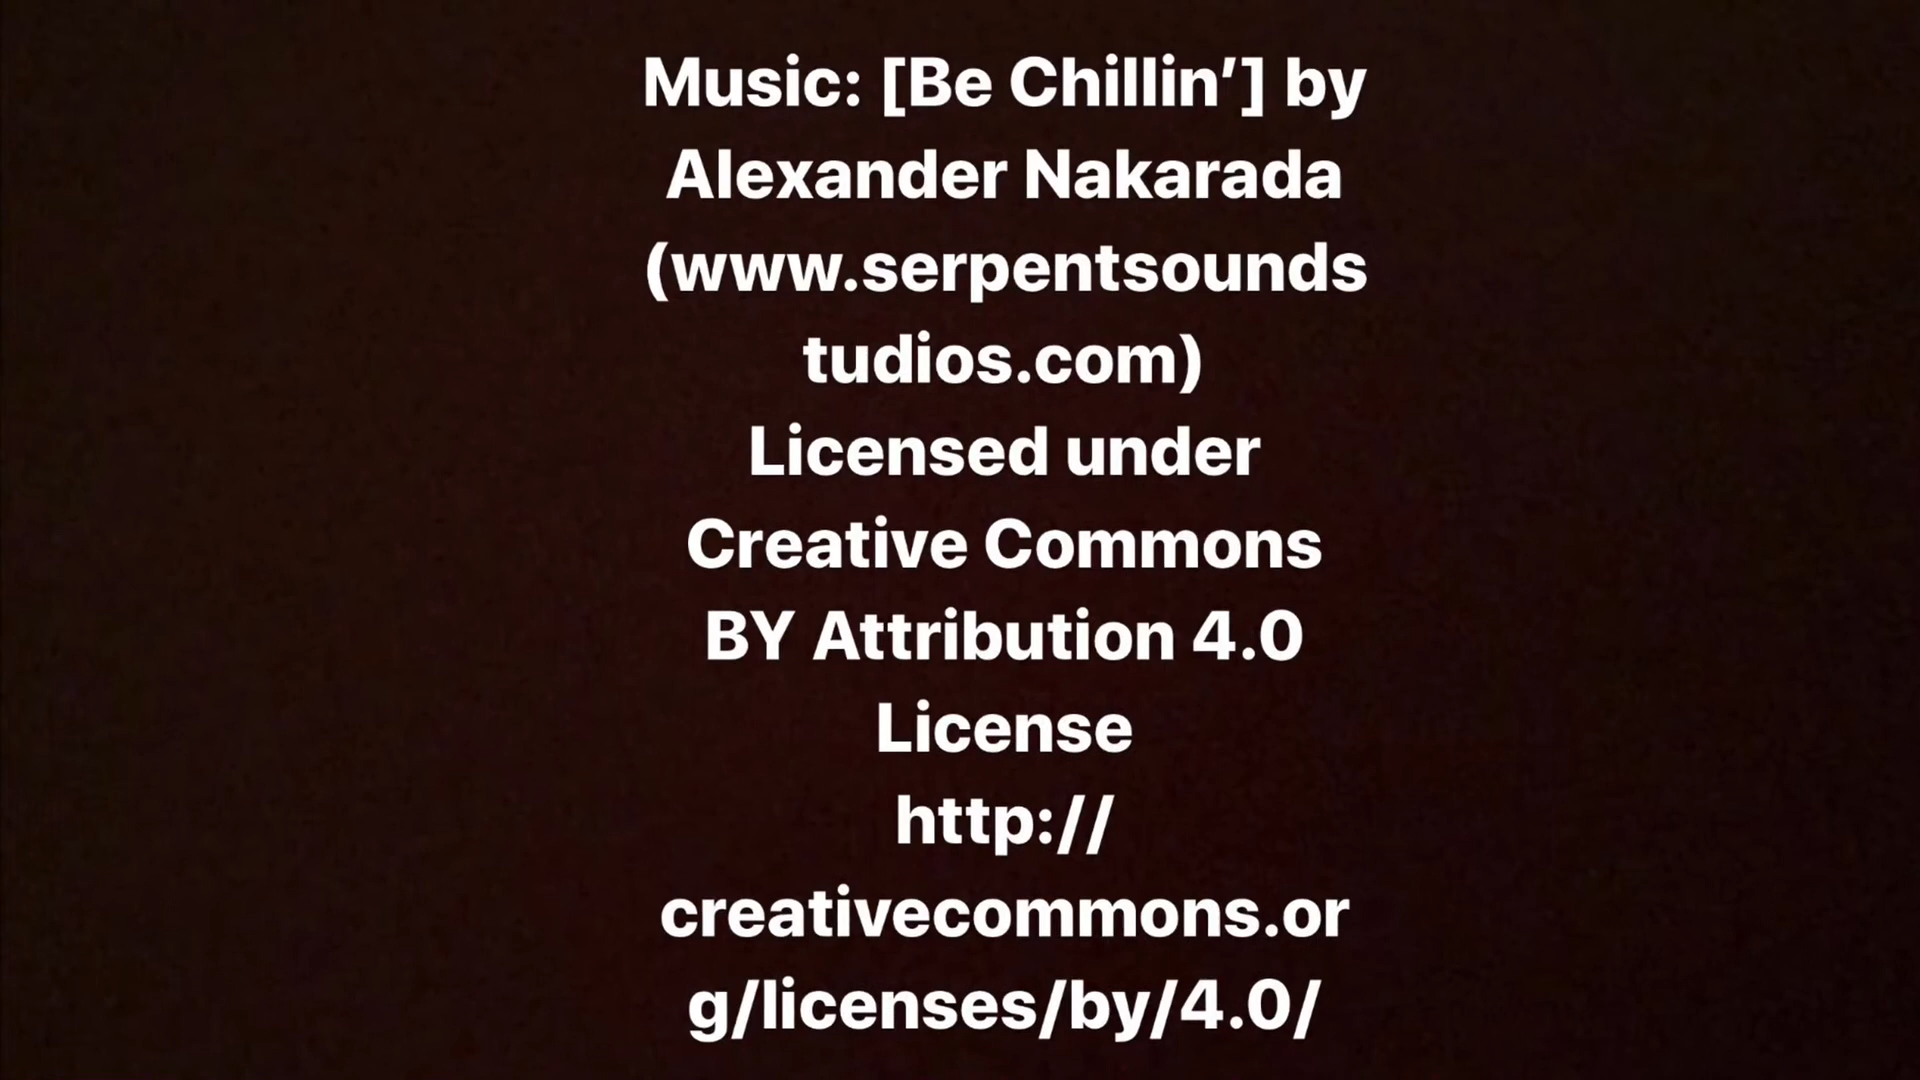 Music: [Be Chillin’] by
Alexander Nakarada
(www.serpentsounds
tudios.com)
Licensed under
Creative Commons
BY Attribution 4.0
License
http://
creativecommons.or
g/licenses/by/4.0/